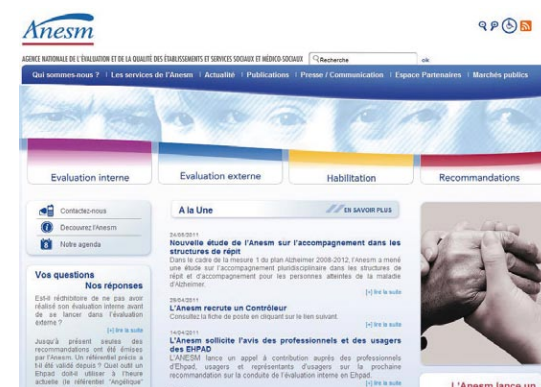 Anesm
AGENCE NATIONALE DE L'ÉVALUATION ET DE LA QUALITÉ DES ÉTABLISSEMENTS ET SERVICES SOCIAUX ET MÉDICO-SOCIAUX
Recherche
ok
Qui sommes-nous ? | Les services de l'Anesm | Actualité | Publications | Presse / Communication | Espace Partenaires | Marchés publics
Evaluation interne
Evaluation externe
Habilitation
Recommandations
Contactez-nous
Decouvrez l'Anesm
Notre agenda
Vos questions
Nos réponses
Est-il rédhibitoire de ne pas avoir
réalisé son évaluation interne avant
de se lancer dans l'évaluation
externe ?
[+] lire la suite
Jusqu'à présent seules des
recommandations ont été émises
par l'Anesm. Un référentiel précis a
t-il été validé depuis ? Quel outil un
Ehpad doit-il utiliser à l'heure
actuelle (le référentiel "Angélique"
A la Une
EN SAVOIR PLUS
24/05/2011
Nouvelle étude de l'Anesm sur l'accompagnement dans les
structures de répit
Dans le cadre de la mesure 1 du plan Alzheimer 2008-2012, l'Anesm a mené
une étude sur l'accompagnement pluridisciplinaire dans les structures de
répit et d'accompagnement pour les personnes atteintes de la maladie
d'Alzheimer.
[+] lire la suite
29/04/2011
L'Anesm recrute un Contrôleur
Consultez la fiche de poste en cliquant sur le lien suivant.
[+] lire la suite
14/04/2011
L'Anesm sollicite l'avis des professionnels et des usagers
des EHPAD
L'ANESM lance un appel à contribution auprès des professionnels
d'Ehpad, usagers et représentants d'usagers sur la prochaine
recommandation sur la conduite de l'évaluation interne en Ehpad.
[+] lire la suite
L'Anesm lance un